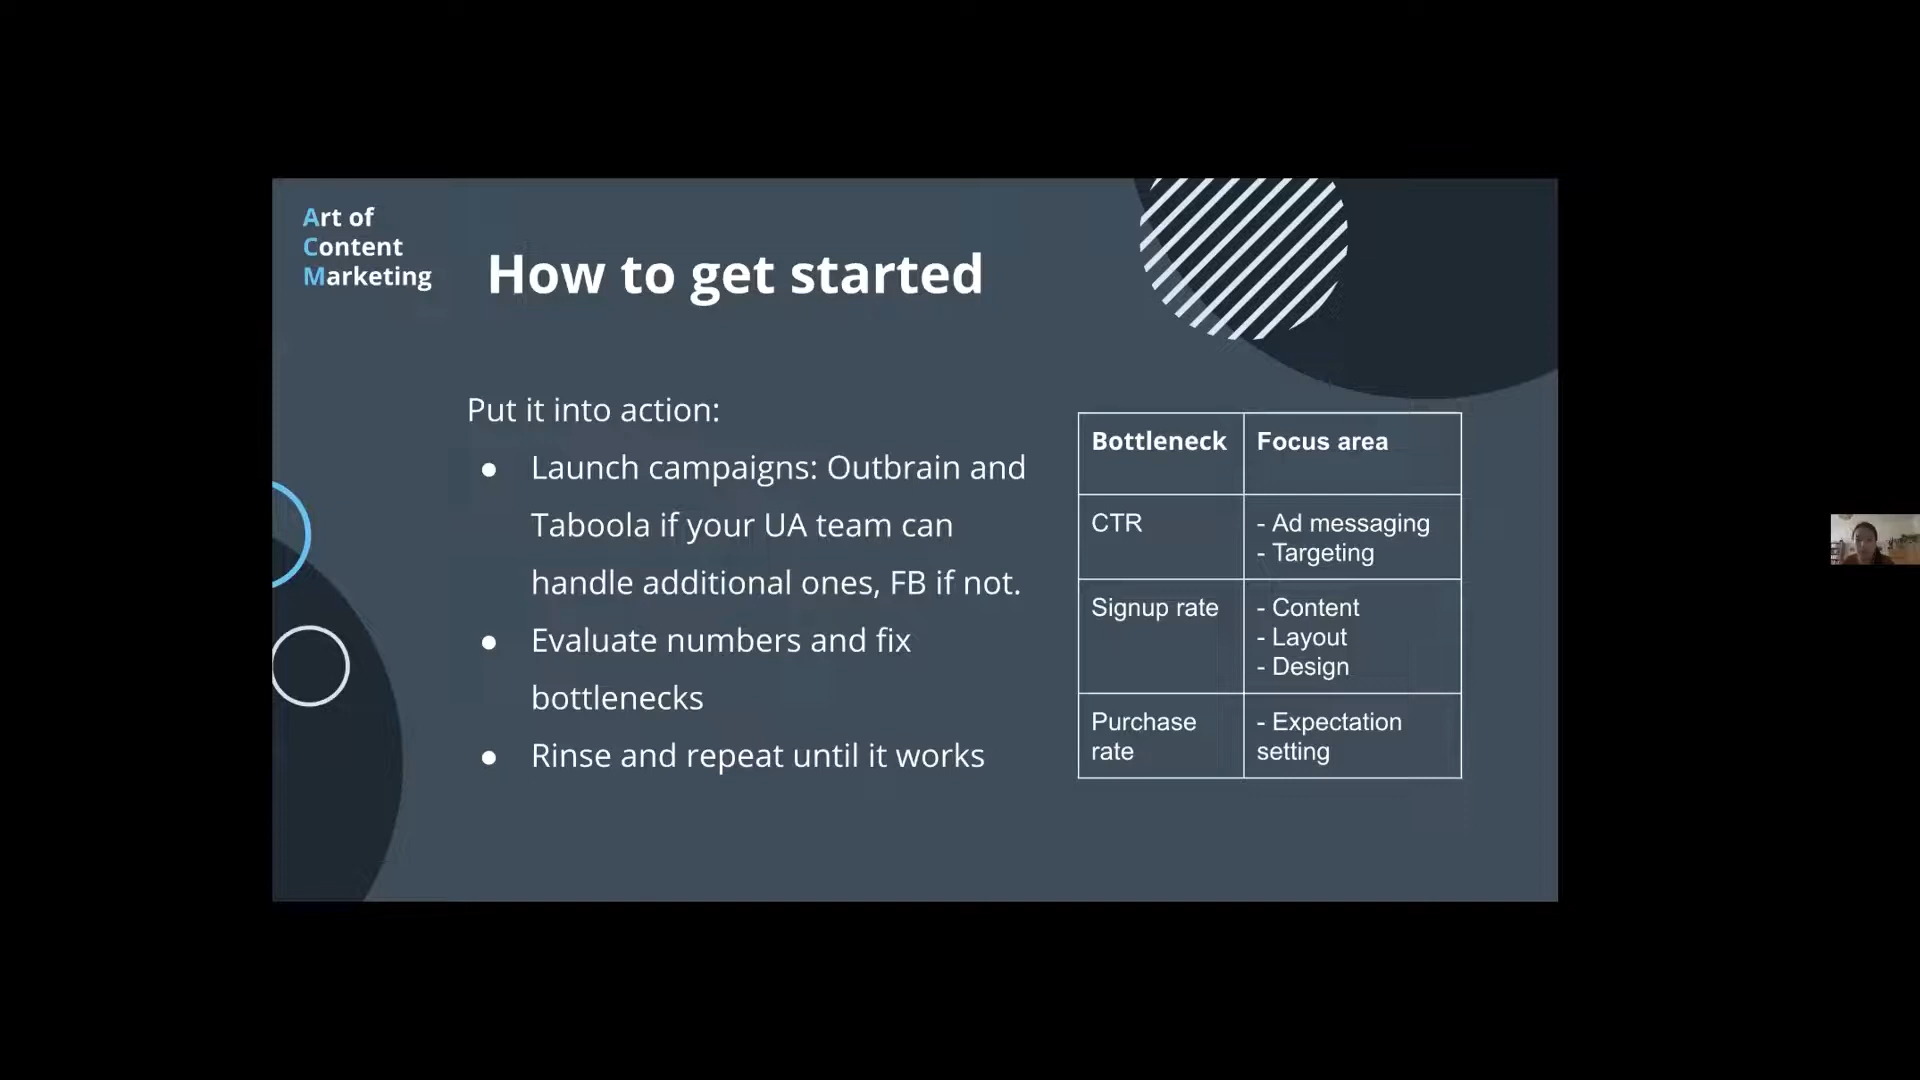 Art of
Content
Marketing
How to get started
Put it into action:
● Launch campaigns: Outbrain and
Taboola if your UA team can
handle additional ones, FB if not.
● Evaluate numbers and fix
bottlenecks
● Rinse and repeat until it works
Bottleneck Focus area
CTR - Ad messaging
- Targeting
Signup rate - Content
- Layout
- Design
Purchase - Expectation
rate setting